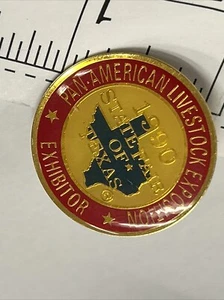 PAN-AMERICAN LIVESTOCK EXPOSITION
★ EXHIBITOR ★
1990
STATE FAIR
OF
TEXAS®